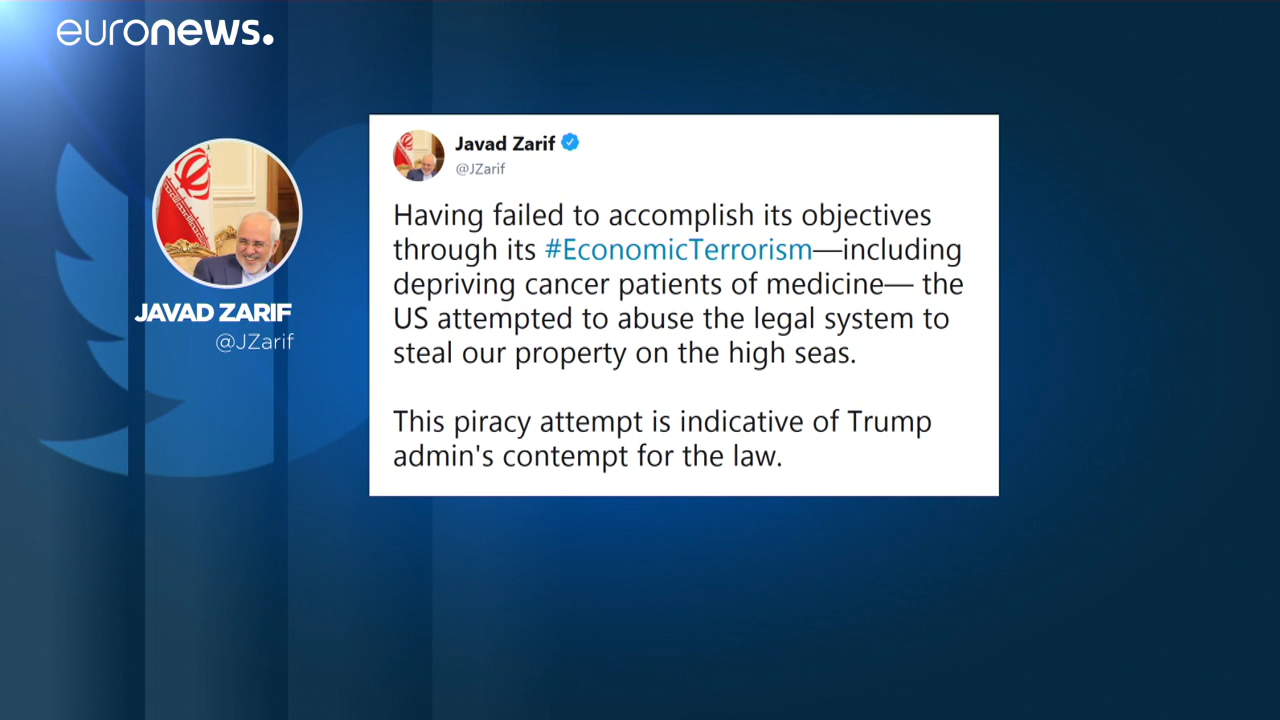 euronews.
JAVAD ZARIF
@JZarif
Javad Zarif
@JZarif
Having failed to accomplish its objectives
through its #EconomicTerrorism—including
depriving cancer patients of medicine— the
US attempted to abuse the legal system to
steal our property on the high seas.
This piracy attempt is indicative of Trump
admin's contempt for the law.